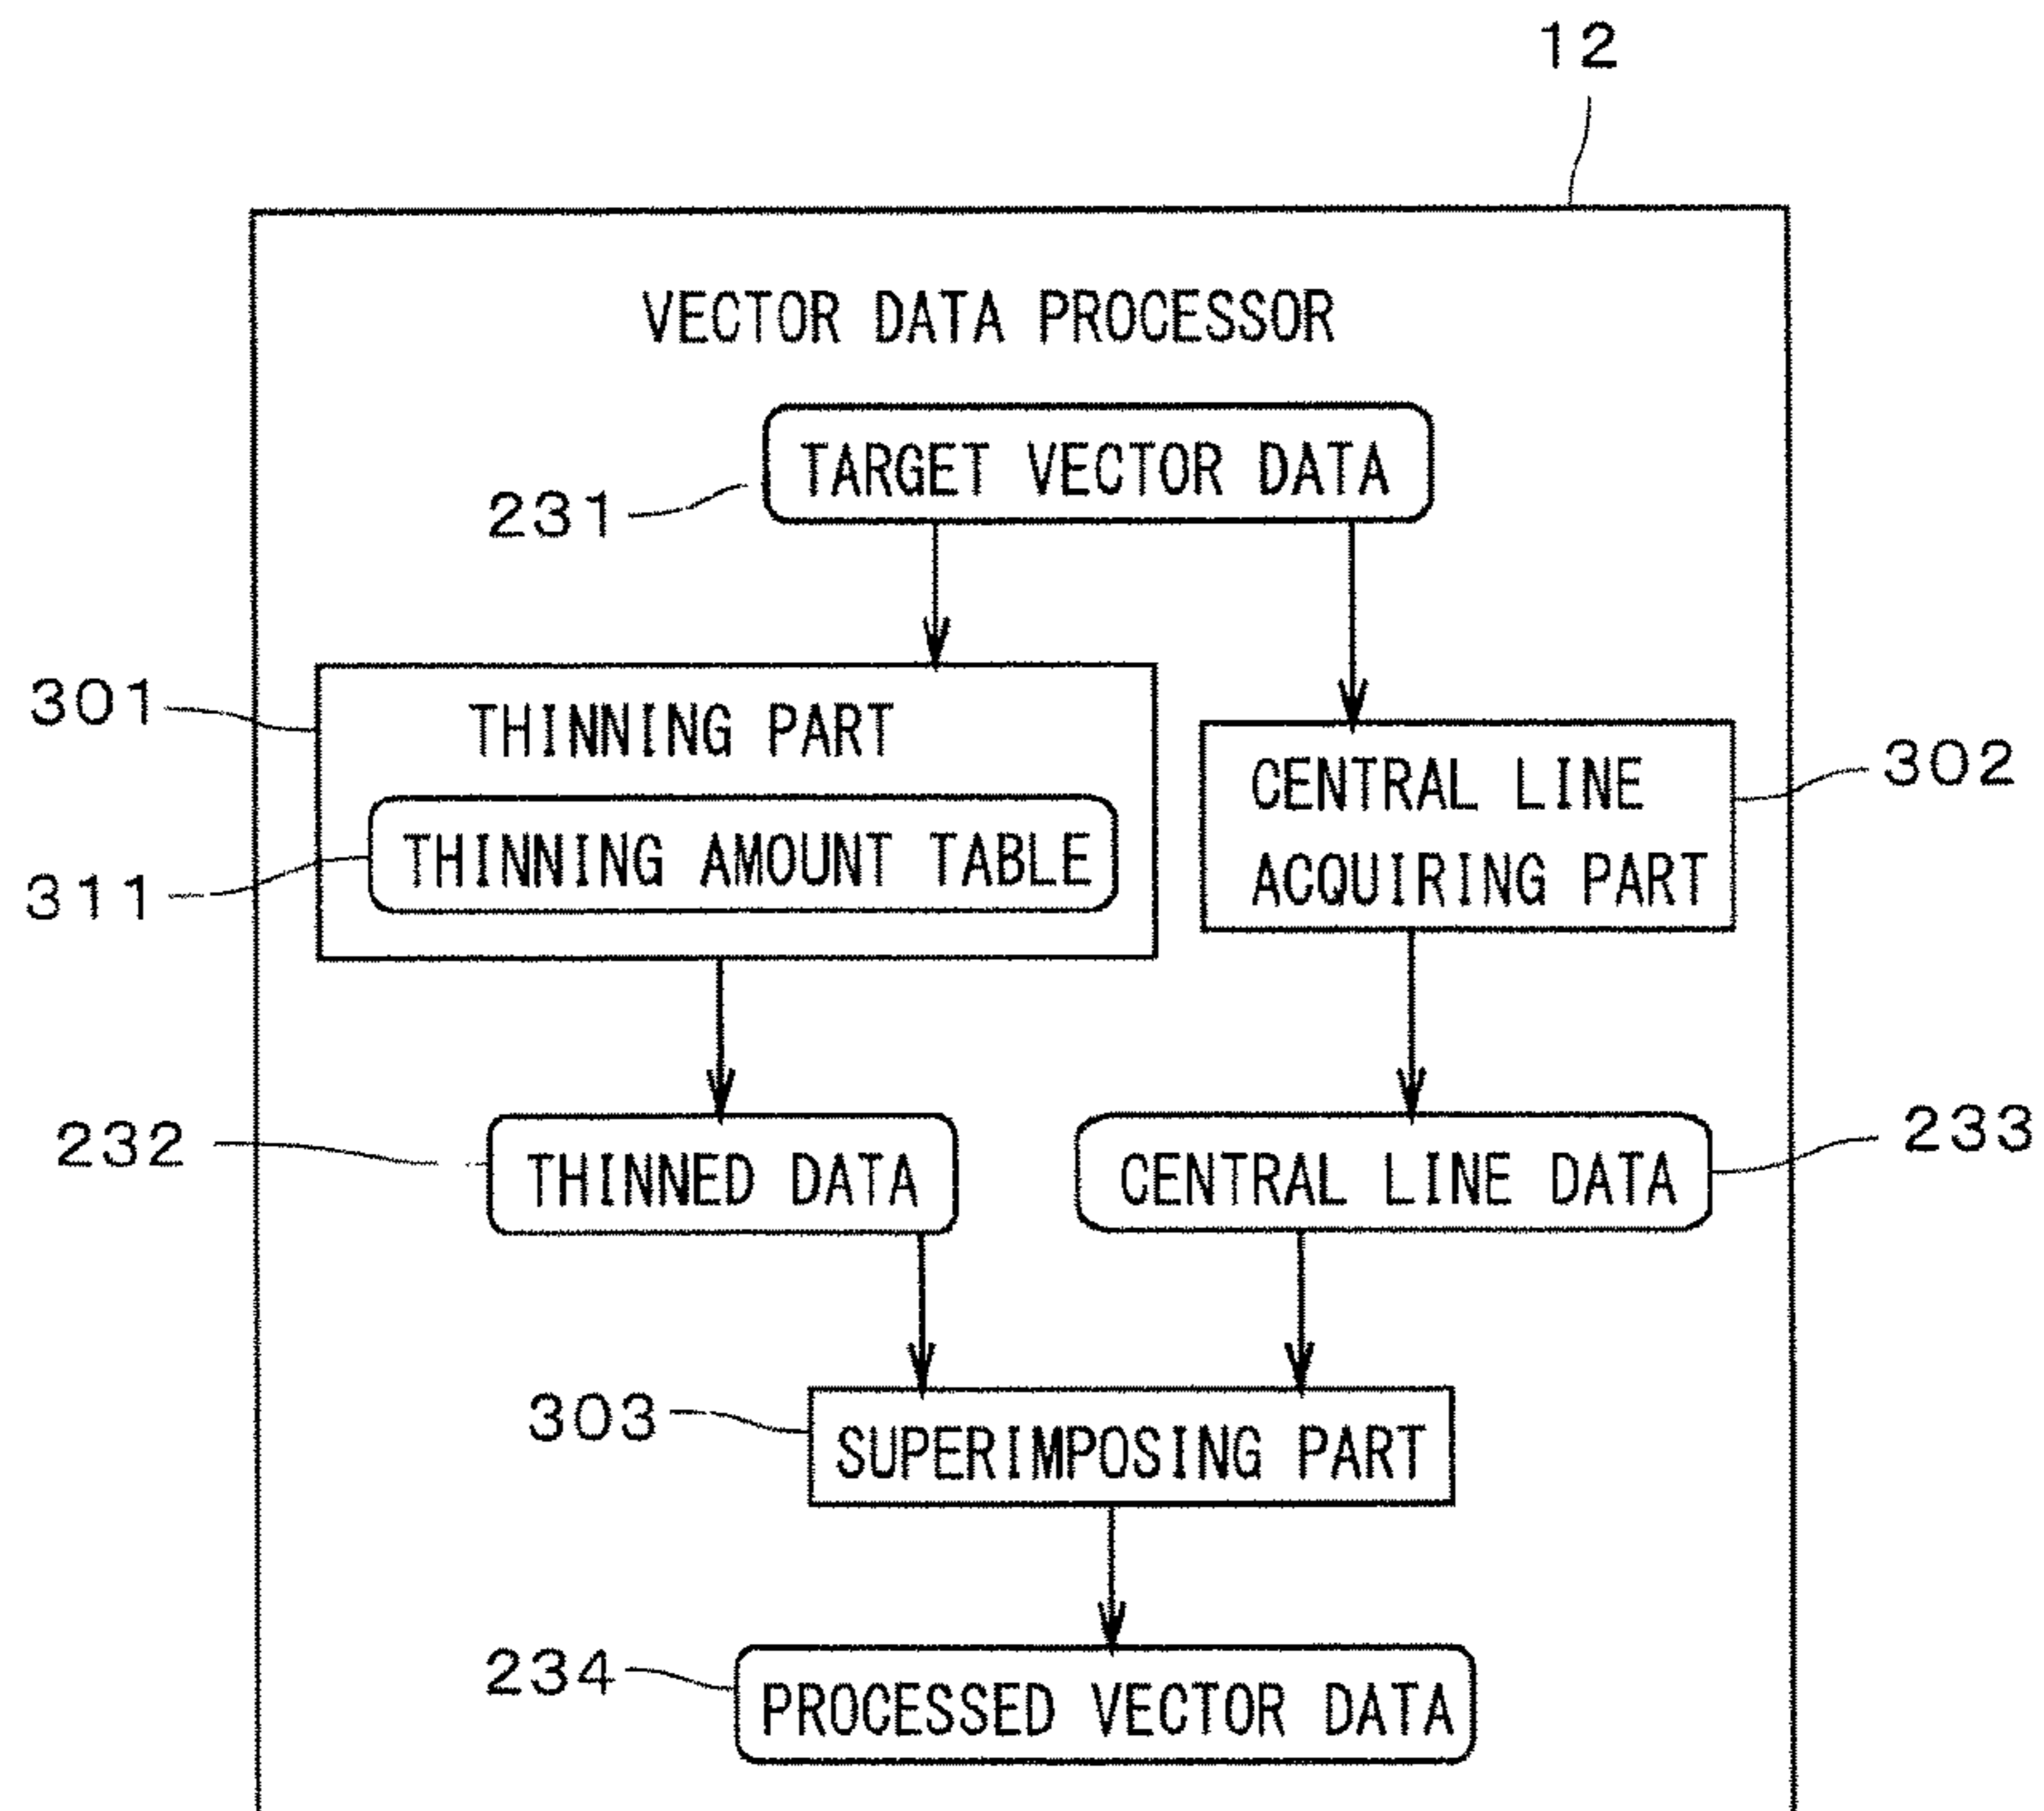 12
VECTOR DATA PROCESSOR
TARGET VECTOR DATA
231
301
THINNING PART
CENTRAL LINE
ACQUIRING PART
302
THINNING AMOUNT TABLE
311
232
THINNED DATA
CENTRAL LINE DATA
233
303
SUPERIMPOSING PART
234
PROCESSED VECTOR DATA